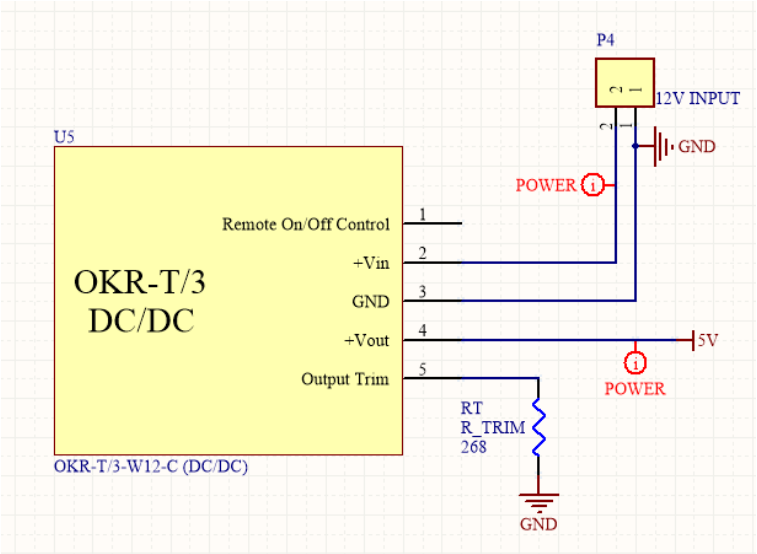 P4
2 1
12V INPUT
2 1
GND
U5
POWER i
Remote On/Off Control 1
+Vin 2
OKR-T/3
DC/DC
GND 3
+Vout 4
5V
i
POWER
Output Trim 5
RT
R_TRIM
268
OKR-T/3-W12-C (DC/DC)
GND